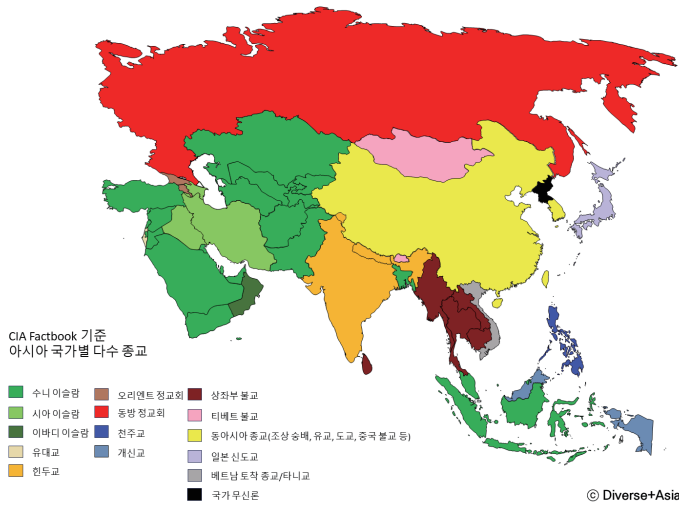 CIA Factbook 기준
아시아 국가별 다수 종교
수니 이슬람
시아 이슬람
이바디 이슬람
유대교
힌두교
오리엔트 정교회
동방 정교회
천주교
개신교
상좌부 불교
티베트 불교
동아시아 종교(조상 숭배, 유교, 도교, 중국 불교 등)
일본 신도교
베트남 토착 종교/타니교
국가 무신론
ⓒ Diverse+Asia